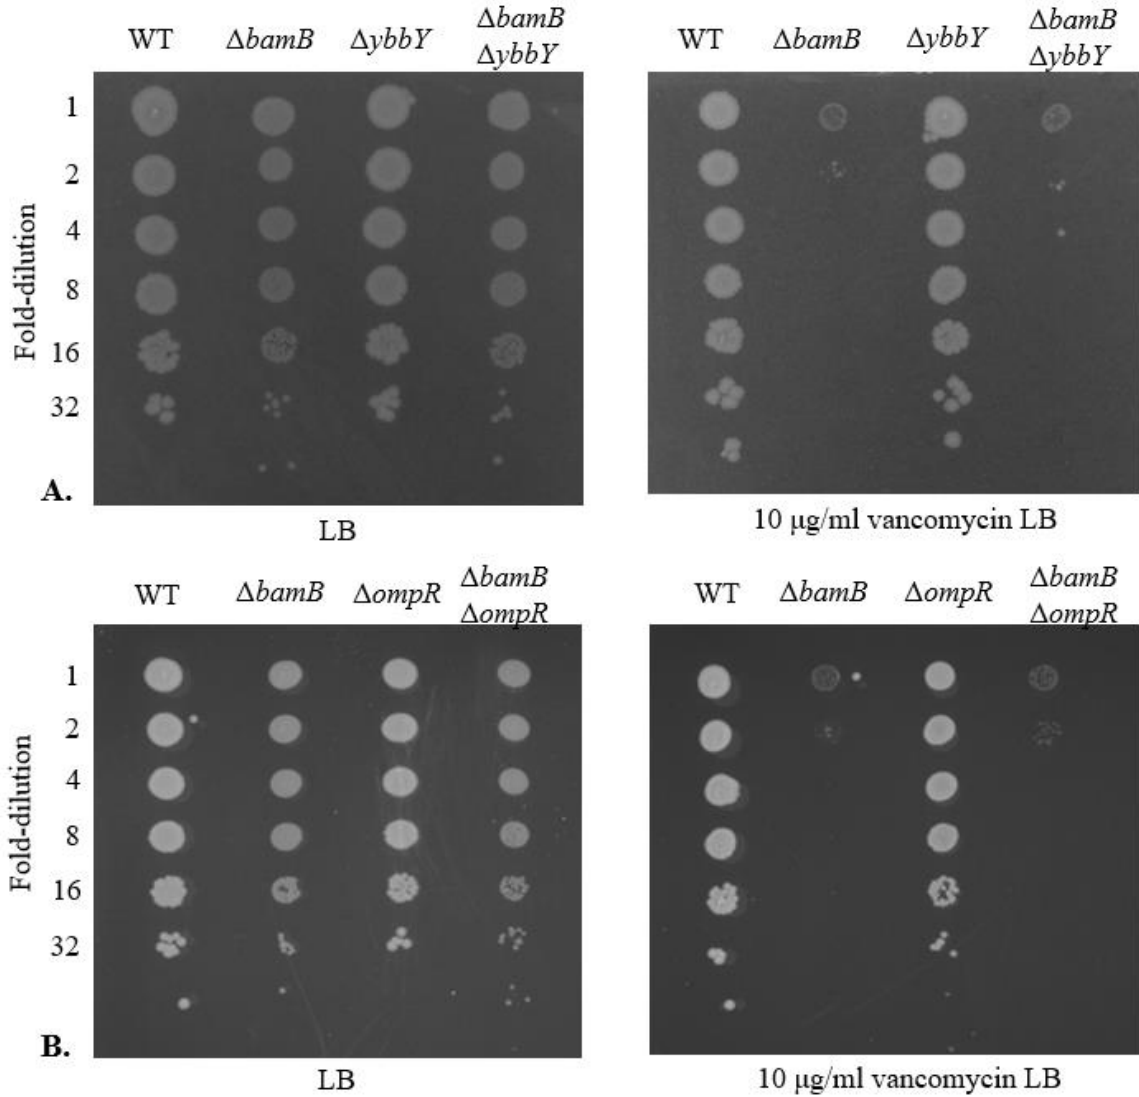 WT ΔbamB ΔybbY ΔbamB
ΔybbY
WT ΔbamB ΔybbY ΔbamB
ΔybbY
Fold-dilution
1
2
4
8
16
32
A.
LB
10 μg/ml vancomycin LB
WT ΔbamB ΔompR ΔbamB
ΔompR
WT ΔbamB ΔompR ΔbamB
ΔompR
Fold-dilution
1
2
4
8
16
32
B.
LB
10 μg/ml vancomycin LB